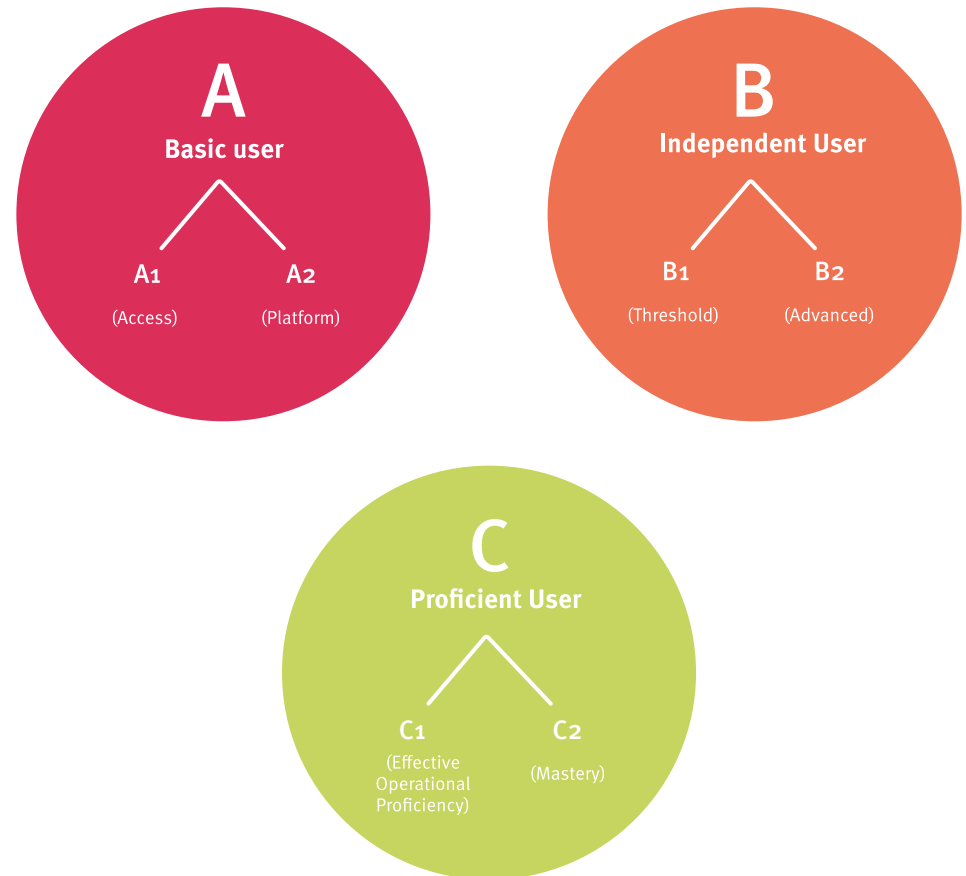 A
Basic user
A1
A2
(Access)
(Platform)
B
Independent User
B1
B2
(Threshold)
(Advanced)
C
Proficient User
C1
C2
(Effective
Operational
Proficiency)
(Mastery)